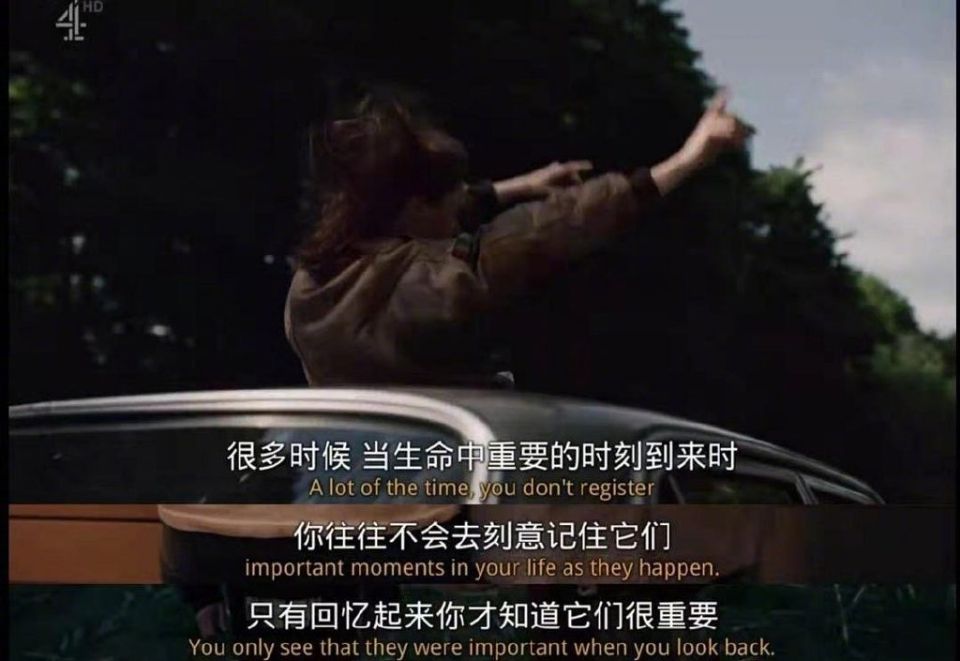 4 HD
很多时候 当生命中重要的时刻到来时
A lot of the time, you don't register
你往往不会去刻意记住它们
important moments in your life as they happen.
只有回忆起来你才知道它们很重要
You only see that they were important when you look back.